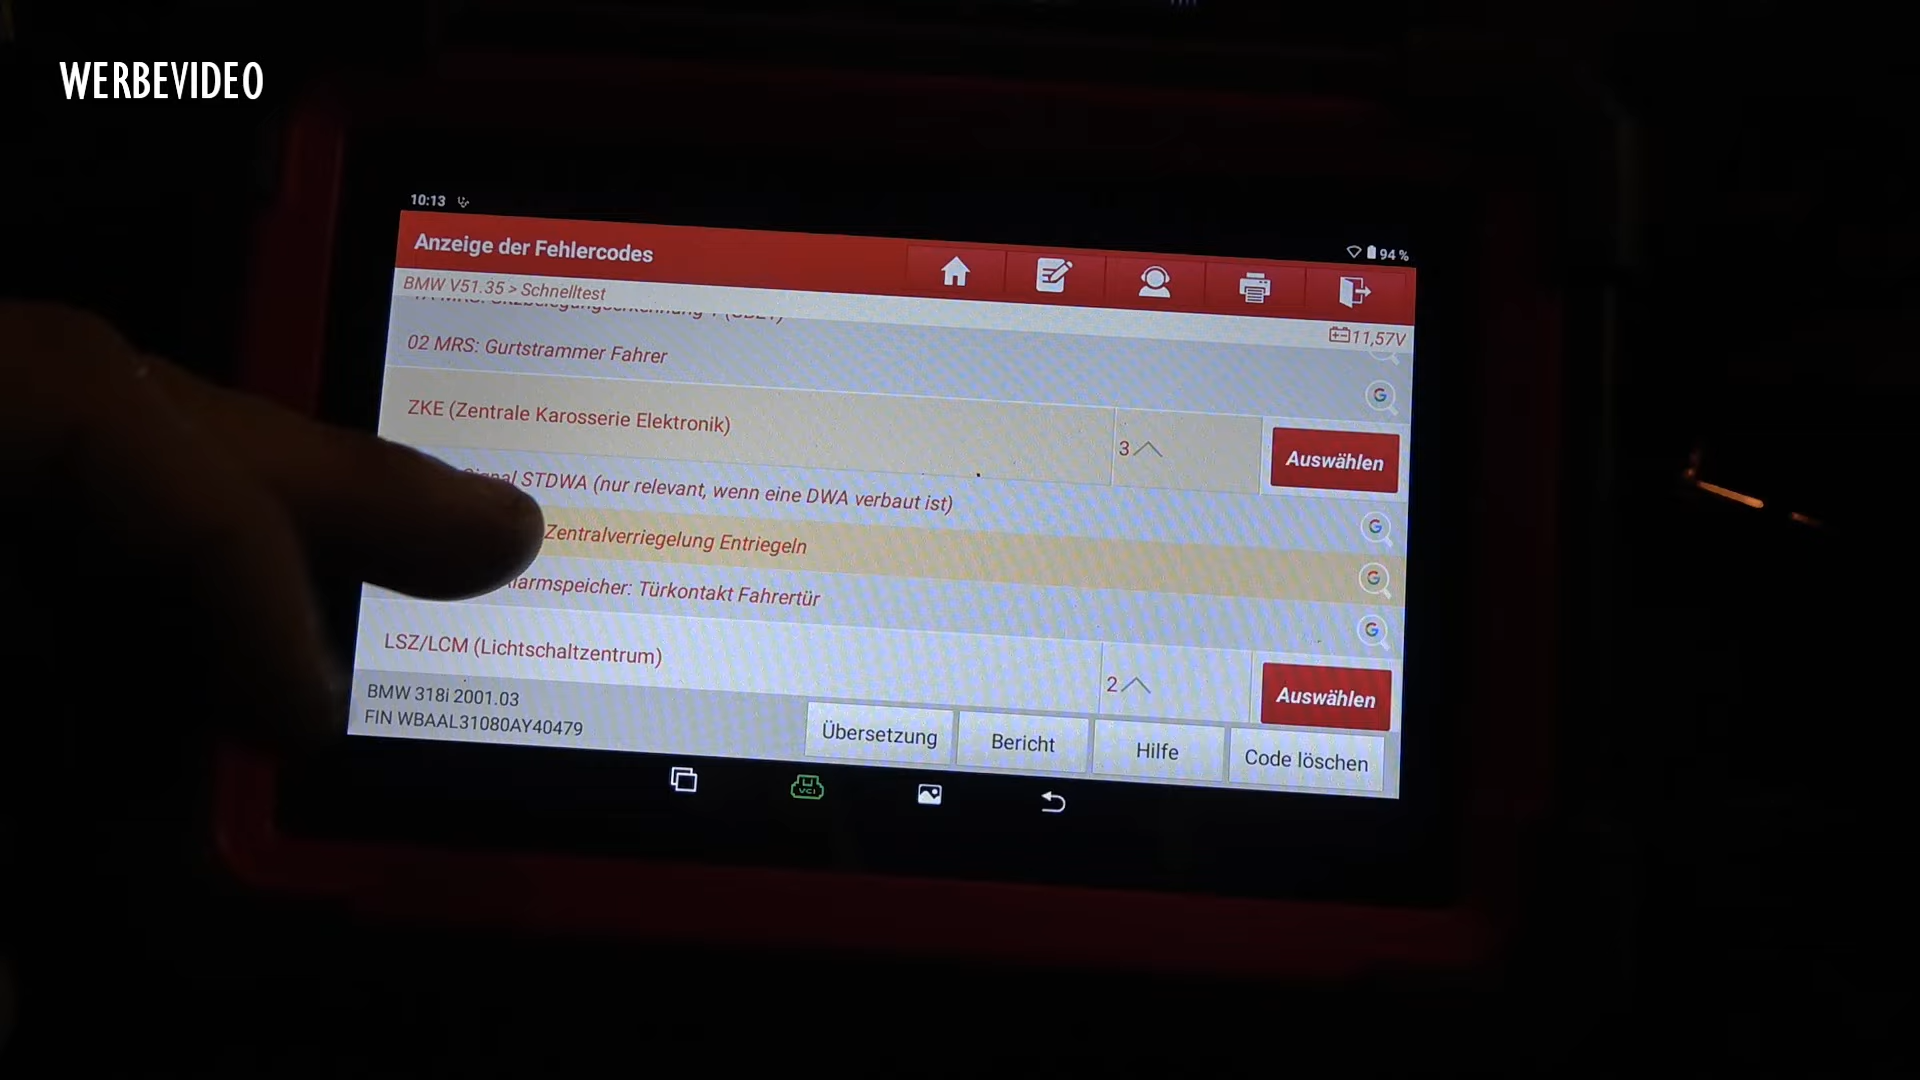 WERBEVIDEO
10:13
94 %
Anzeige der Fehlercodes
BMW V51.35 > Schnelltest
11,57V
02 MRS: Gurtstrammer Fahrer
ZKE (Zentrale Karosserie Elektronik)
3
Auswählen
STDWA (nur relevant, wenn eine DWA verbaut ist)
Zentralverriegelung Entriegeln
Türkontakt Fahrertür
LSZ/LCM (Lichtschaltzentrum)
2
Auswählen
BMW 318i 2001.03
FIN WBAAL31080AY40479
Übersetzung
Bericht
Hilfe
Code löschen
VCI